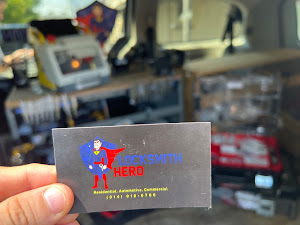 LOCKSMITH
HERO
Residential. Automotive. Commercial.